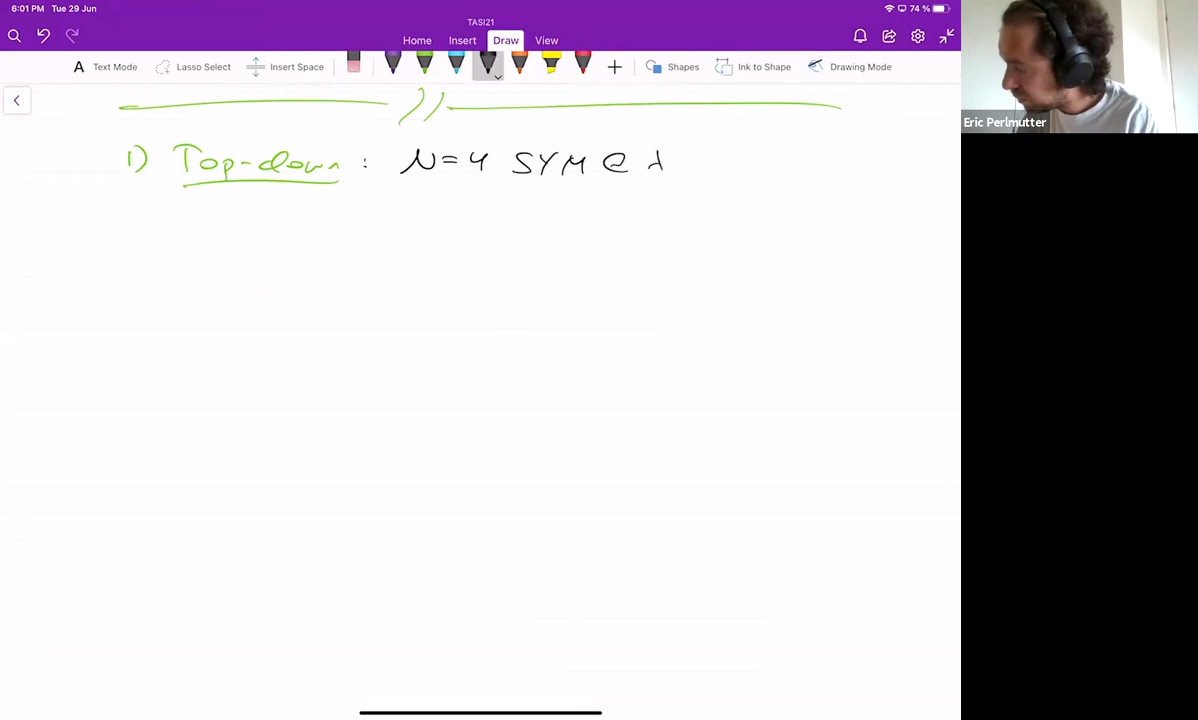 6:01 PM Tue 29 Jun
74 %
TASI21
Home Insert Draw View
A Text Mode Lasso Select Insert Space Shapes Ink to Shape Drawing Mode
Eric Perlmutter
1) Top-down : N=4 SYM @ λ